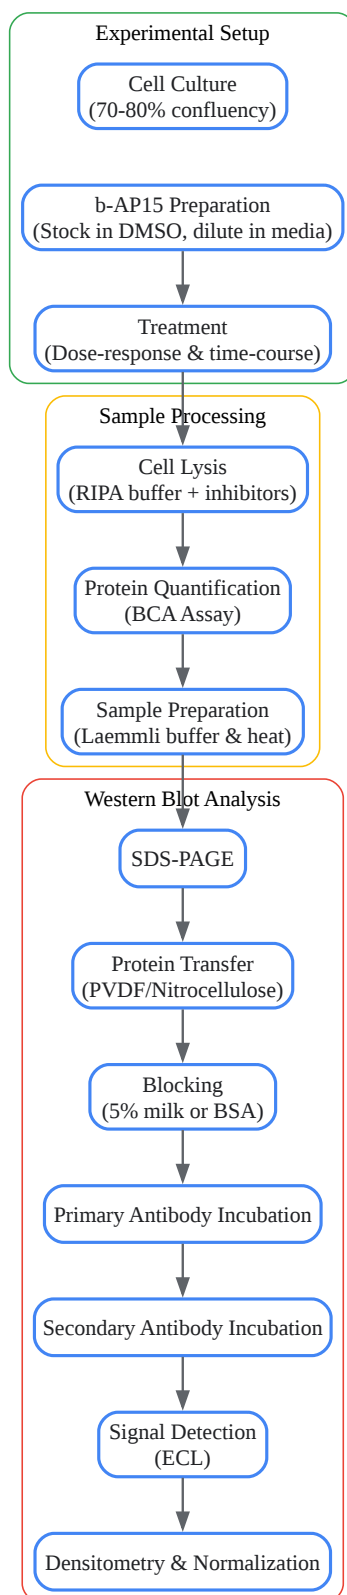 Experimental Setup
Cell Culture
(70-80% confluency)
b-AP15 Preparation
(Stock in DMSO, dilute in media)
Treatment
(Dose-response & time-course)
Sample Processing
Cell Lysis
(RIPA buffer + inhibitors)
Protein Quantification
(BCA Assay)
Sample Preparation
(Laemmli buffer & heat)
Western Blot Analysis
SDS-PAGE
Protein Transfer
(PVDF/Nitrocellulose)
Blocking
(5% milk or BSA)
Primary Antibody Incubation
Secondary Antibody Incubation
Signal Detection
(ECL)
Densitometry & Normalization